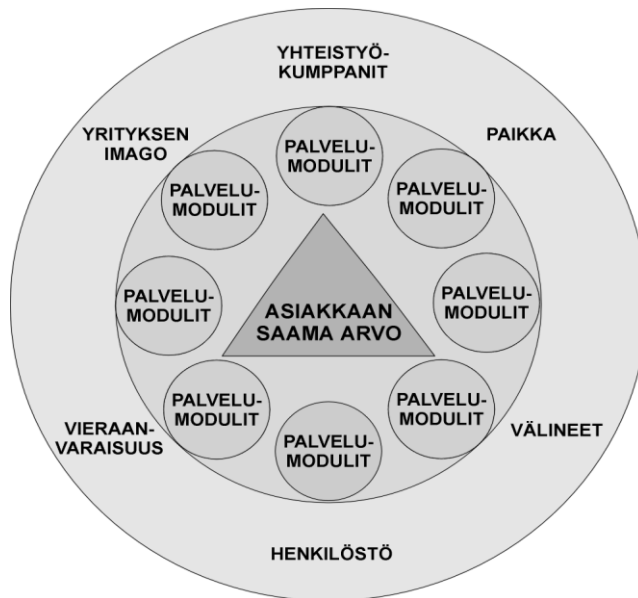 YHTEISTYÖ-
KUMPPANIT
YRITYKSEN
IMAGO
PAIKKA
PALVELU-
MODULIT
PALVELU-
MODULIT
PALVELU-
MODULIT
PALVELU-
MODULIT
ASIAKKAAN
SAAMA ARVO
PALVELU-
MODULIT
PALVELU-
MODULIT
PALVELU-
MODULIT
PALVELU-
MODULIT
VIERAAN-
VARAISUUS
VÄLINEET
HENKILÖSTÖ